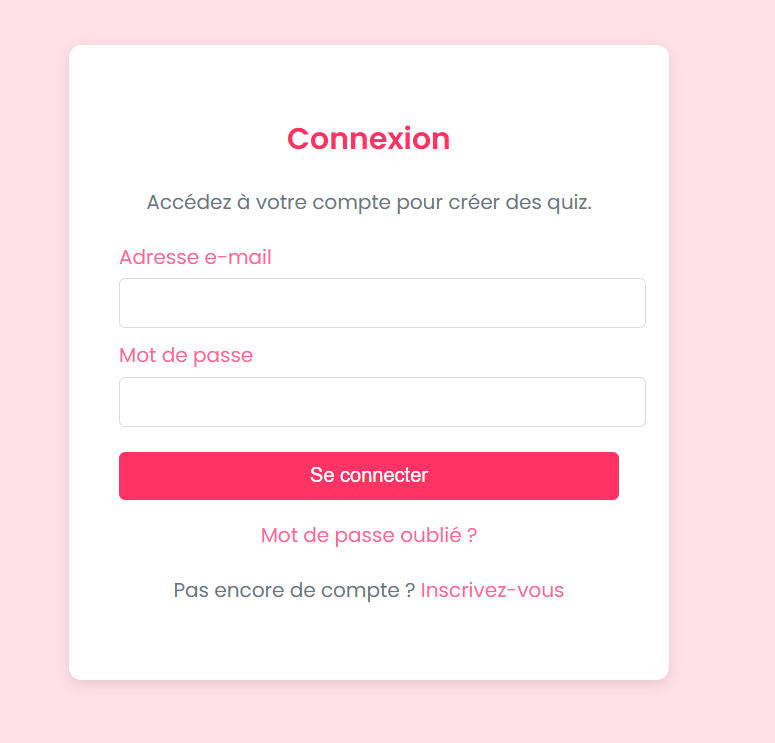 Connexion
Accédez à votre compte pour créer des quiz.
Adresse e-mail
Mot de passe
Se connecter
Mot de passe oublié ?
Pas encore de compte ? Inscrivez-vous